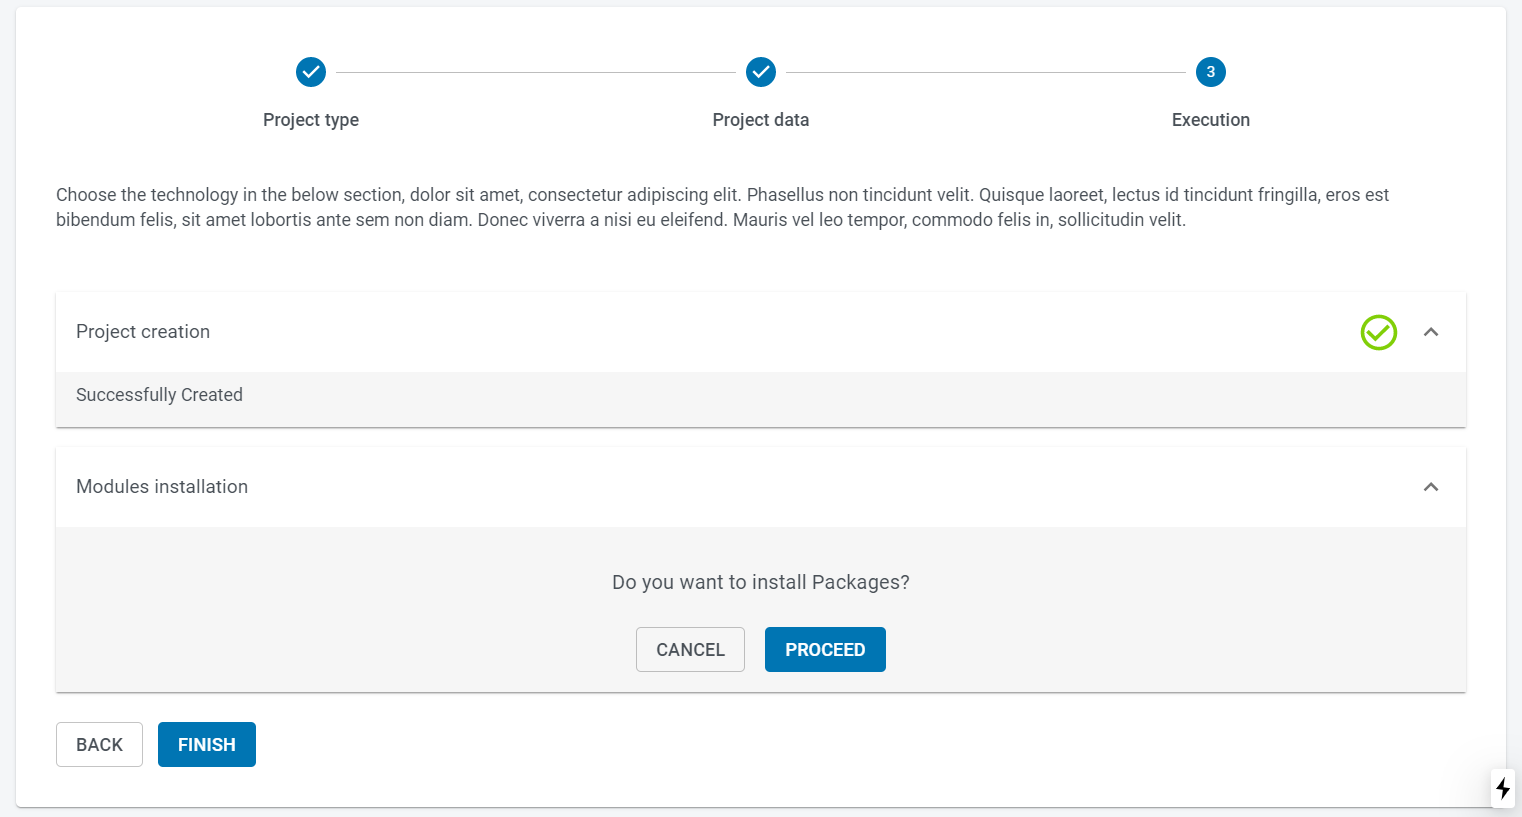 3
Project type
Project data
Execution
Choose the technology in the below section, dolor sit amet, consectetur adipiscing elit. Phasellus non tincidunt velit. Quisque laoreet, lectus id tincidunt fringilla, eros est
bibendum felis, sit amet lobortis ante sem non diam. Donec viverra a nisi eu eleifend. Mauris vel leo tempor, commodo felis in, sollicitudin velit.
Project creation
Successfully Created
Modules installation
Do you want to install Packages?
CANCEL
PROCEED
BACK
FINISH